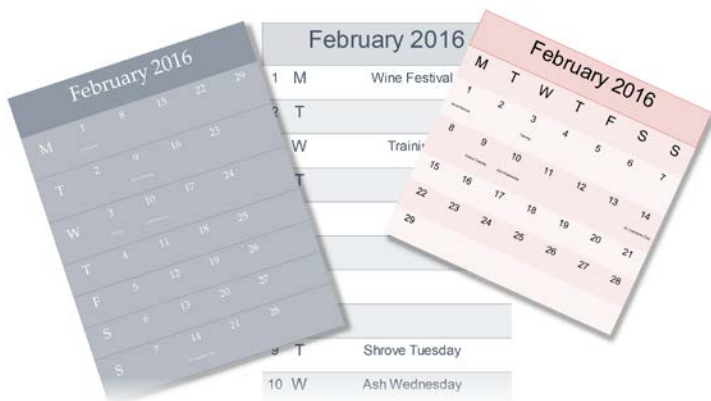 February 2016
M 1 8 15 22 29
T 2 9 16 23
W 3 10 17 24
T 4 11 18 25
F 5 12 19 26
S 6 13 20 27
S 7 14 21 28
February 2016
1 M Wine Festival
2 T
W
T
9 T Shrove Tuesday
10 W Ash Wednesday
February 2016
M T W T F S S
1 2 3 4 5 6 7
8 9 10 11 12 13 14
15 16 17 18 19 20 21
22 23 24 25 26 27 28
29